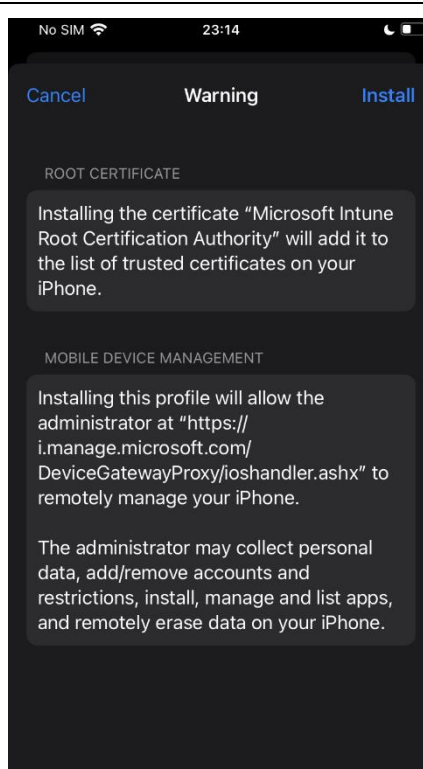 No SIM 23:14
Cancel Warning Install
ROOT CERTIFICATE
Installing the certificate “Microsoft Intune
Root Certification Authority” will add it to
the list of trusted certificates on your
iPhone.
MOBILE DEVICE MANAGEMENT
Installing this profile will allow the
administrator at “https://
i.manage.microsoft.com/
DeviceGatewayProxy/ioshandler.ashx” to
remotely manage your iPhone.
The administrator may collect personal
data, add/remove accounts and
restrictions, install, manage and list apps,
and remotely erase data on your iPhone.